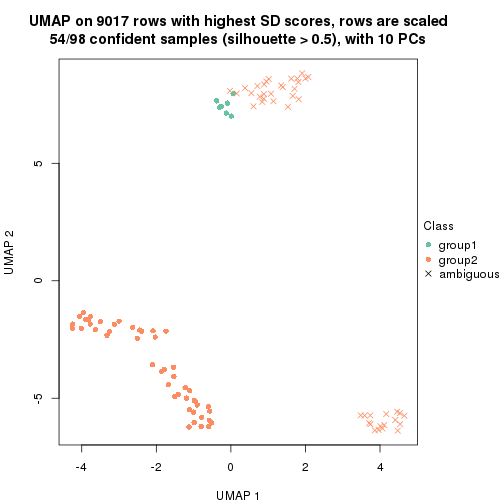 UMAP on 9017 rows with highest SD scores, rows are scaled
54/98 confident samples (silhouette > 0.5), with 10 PCs
5
0
-5
UMAP 2
-4
-2
0
2
4
UMAP 1
Class
group1
group2
ambiguous